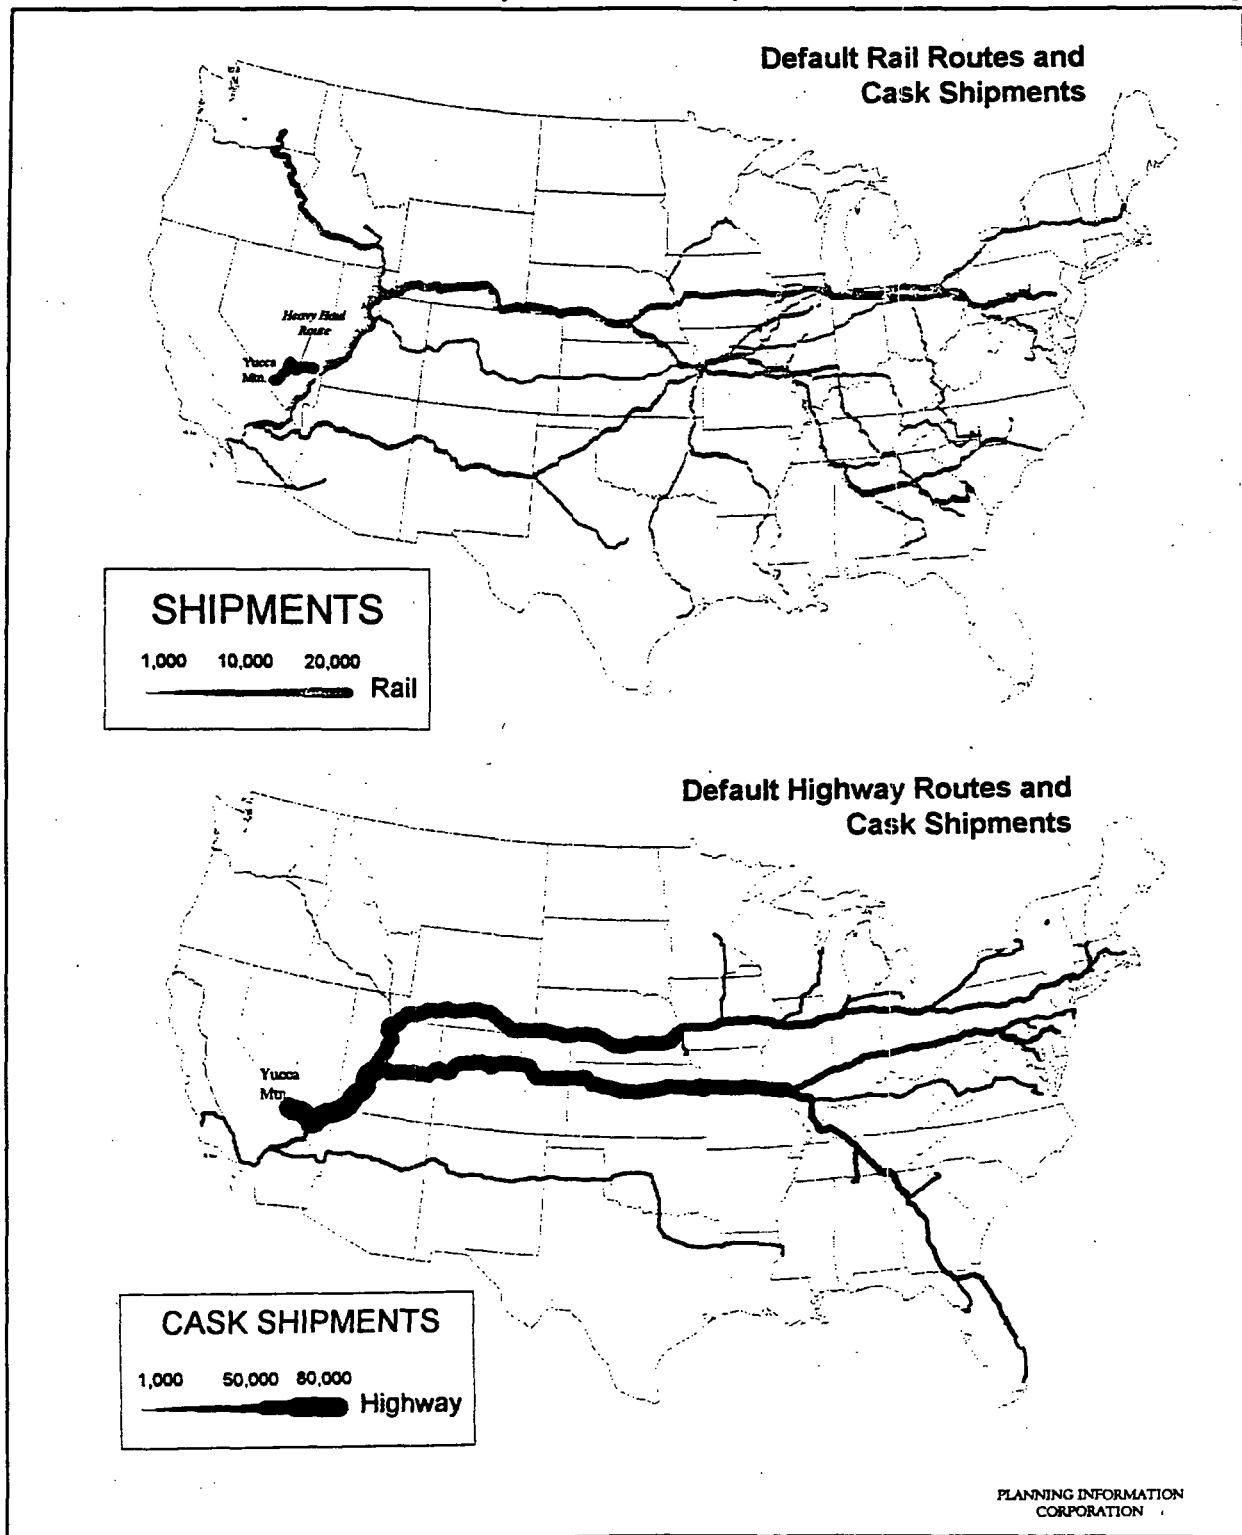 Default Rail Routes and
Cask Shipments
Heavy Haul
Route
Yucca
Mtn.
SHIPMENTS
1,000 10,000 20,000
Rail
Default Highway Routes and
Cask Shipments
Yucca
Mtn.
CASK SHIPMENTS
1,000 50,000 80,000
Highway
PLANNING INFORMATION
CORPORATION